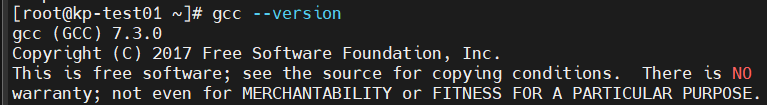 [root@kp-test01 ~]# gcc --version
gcc (GCC) 7.3.0
Copyright (C) 2017 Free Software Foundation, Inc.
This is free software; see the source for copying conditions.  There is NO
warranty; not even for MERCHANTABILITY or FITNESS FOR A PARTICULAR PURPOSE.